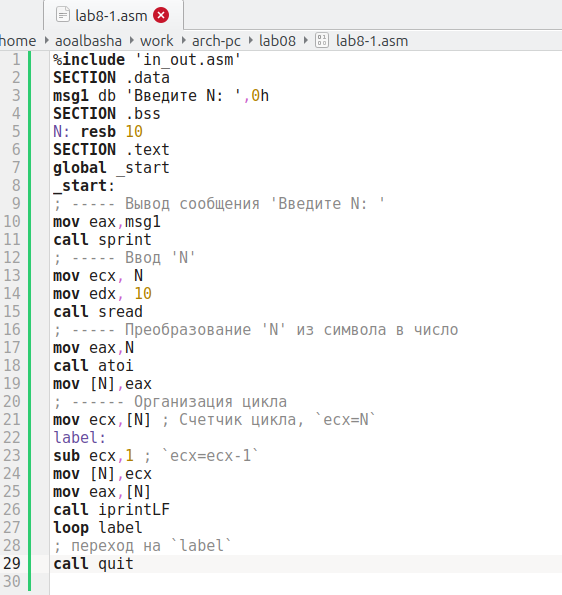 lab8-1.asm
home aoalbasha work arch-pc lab08 lab8-1.asm
1 %include 'in_out.asm'
2 SECTION .data
3 msg1 db 'Введите N: ',0h
4 SECTION .bss
5 N: resb 10
6 SECTION .text
7 global _start
8 _start:
9 ; ----- Вывод сообщения 'Введите N: '
10 mov eax,msg1
11 call sprint
12 ; ----- Ввод 'N'
13 mov ecx, N
14 mov edx, 10
15 call sread
16 ; ----- Преобразование 'N' из символа в число
17 mov eax,N
18 call atoi
19 mov [N],eax
20 ; ------ Организация цикла
21 mov ecx,[N] ; Счетчик цикла, `ecx=N`
22 label:
23 sub ecx,1 ; `ecx=ecx-1`
24 mov [N],ecx
25 mov eax,[N]
26 call iprintLF
27 loop label
28 ; переход на `label`
29 call quit
30